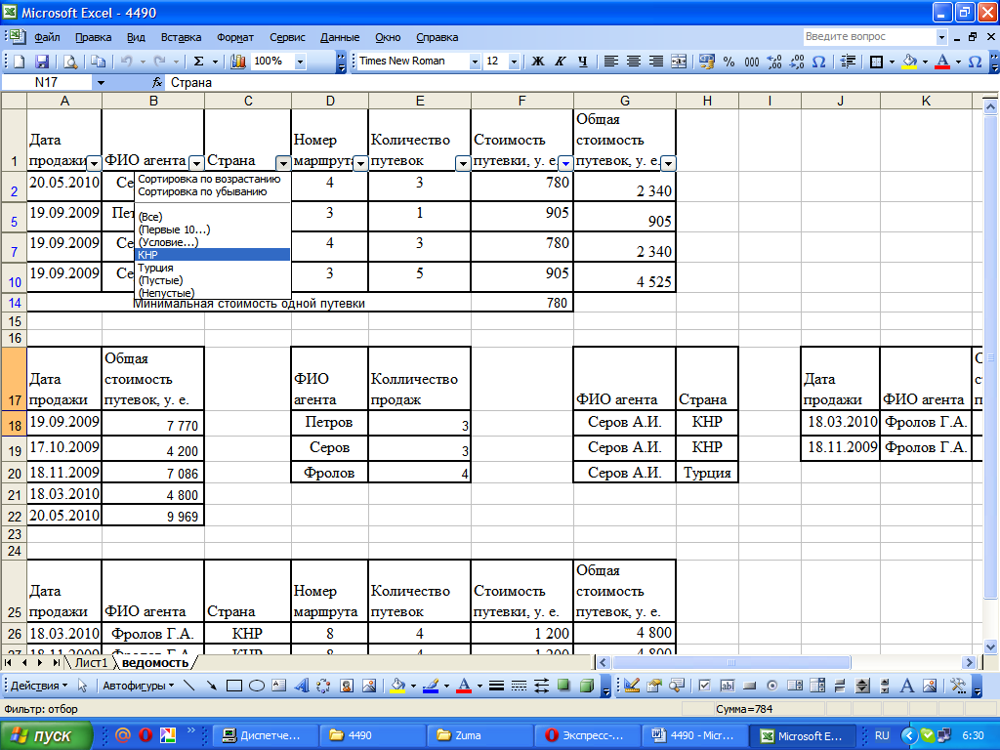 Microsoft Excel - 4490
Файл Правка Вид Вставка Формат Сервис Данные Окно Справка
Введите вопрос
100% Times New Roman 12 Ж К Ч
N17 fx Страна
A B C D E F G H I J K
1 Дата продажи ФИО агента Страна Номер маршрута Количество путевок Стоимость путевки, у. е. Общая стоимость путевок, у. е.
2 20.05.2010 Се 4 3 780 2 340
5 19.09.2009 Пет 3 1 905 905
7 19.09.2009 Се 4 3 780 2 340
10 19.09.2009 Се 3 5 905 4 525
Сортировка по возрастанию
Сортировка по убыванию
(Все)
(Первые 10...)
(Условие...)
КНР
Турция
(Пустые)
(Непустые)
14 Минимальная стоимость одной путевки 780
15
16
17 Дата продажи Общая стоимость путевок, у. е. ФИО агента Колличество продаж ФИО агента Страна Дата продажи ФИО агента
18 19.09.2009 7 770 Петров 3 Серов А.И. КНР 18.03.2010 Фролов Г.А.
19 17.10.2009 4 200 Серов 3 Серов А.И. КНР 18.11.2009 Фролов Г.А.
20 18.11.2009 7 086 Фролов 4 Серов А.И. Турция
21 18.03.2010 4 800
22 20.05.2010 9 969
23
24
25 Дата продажи ФИО агента Страна Номер маршрута Количество путевок Стоимость путевки, у. е. Общая стоимость путевок, у. е.
26 18.03.2010 Фролов Г.А. КНР 8 4 1 200 4 800
27 18.11.2009 Фролов Г.А. КНР 8 4 1 200 4 800
Лист1 ведомость
Действия Автофигуры
Фильтр: отбор Сумма=784
пуск Диспетче... 4490 Zuma Экспресс-... 4490 - Micr... Microsoft E... RU 6:30